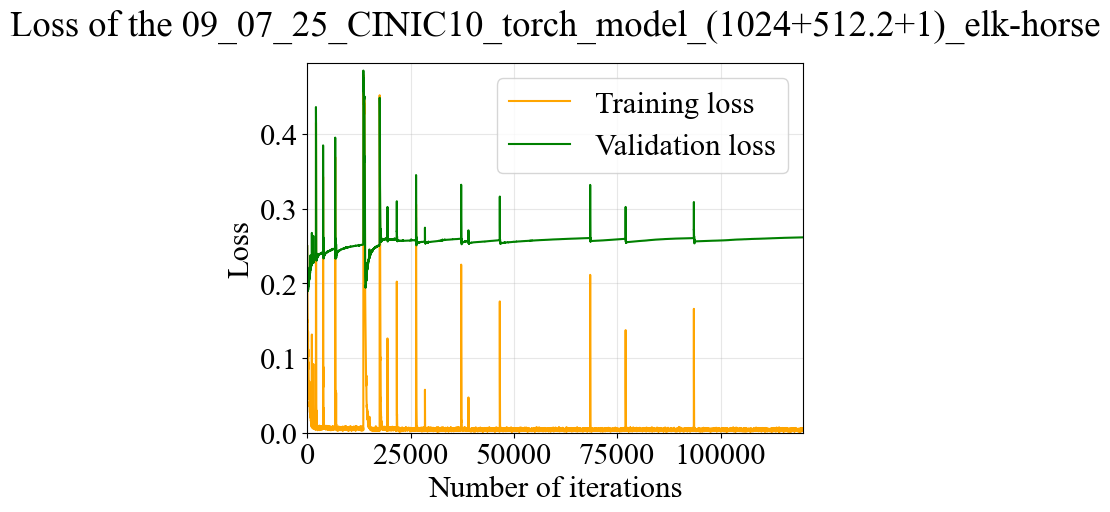 Loss of the 09_07_25_CINIC10_torch_model_(1024+512.2+1)_elk-horse
Training loss
Validation loss
Loss
0.4
0.3
0.2
0.1
0.0
0 25000 50000 75000 100000
Number of iterations